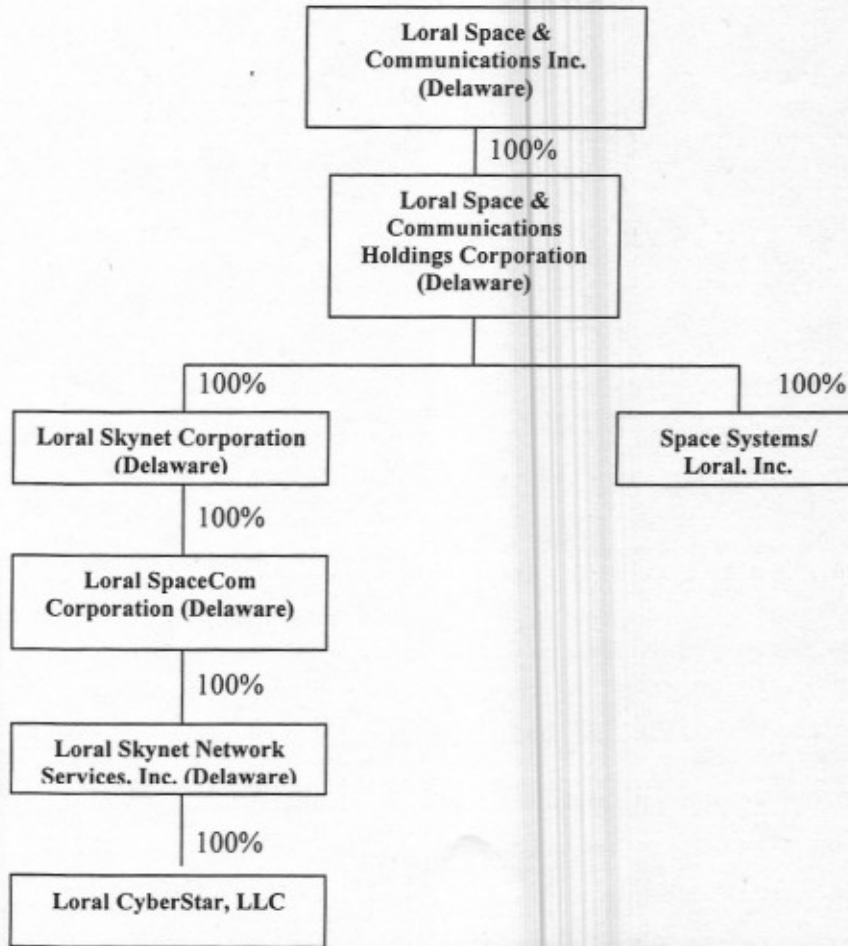 Loral Space &
Communications Inc.
(Delaware)
100%
Loral Space &
Communications
Holdings Corporation
(Delaware)
100%
100%
Loral Skynet Corporation
(Delaware)
Space Systems/
Loral, Inc.
100%
Loral SpaceCom
Corporation (Delaware)
100%
Loral Skynet Network
Services, Inc. (Delaware)
100%
Loral CyberStar, LLC